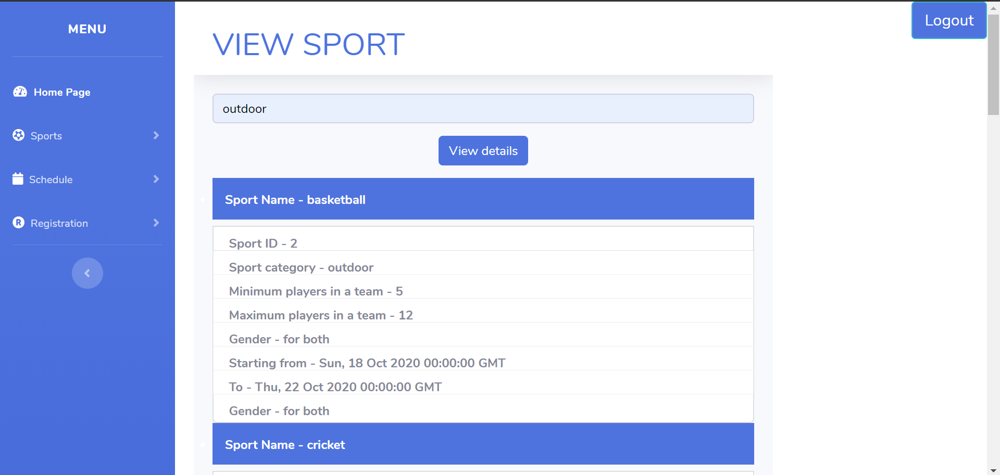 MENU
Home Page
Sports
Schedule
Registration
Logout
VIEW SPORT
outdoor
View details
Sport Name - basketball
Sport ID - 2
Sport category - outdoor
Minimum players in a team - 5
Maximum players in a team - 12
Gender - for both
Starting from - Sun, 18 Oct 2020 00:00:00 GMT
To - Thu, 22 Oct 2020 00:00:00 GMT
Gender - for both
Sport Name - cricket